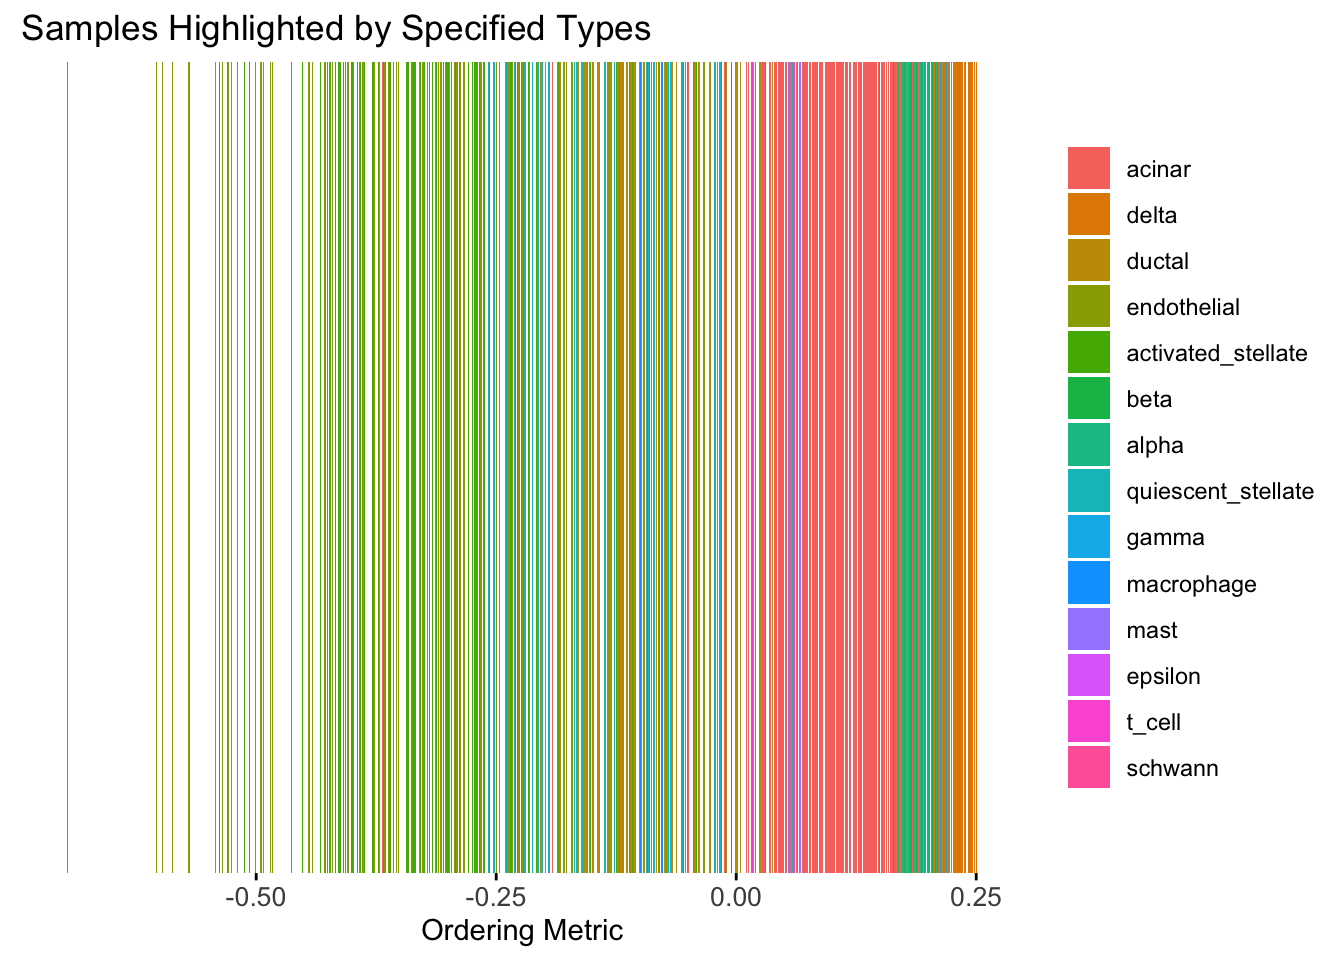 Samples Highlighted by Specified Types
acinar
delta
ductal
endothelial
activated_stellate
beta
alpha
quiescent_stellate
gamma
macrophage
mast
epsilon
t_cell
schwann
-0.50 -0.25 0.00 0.25
Ordering Metric